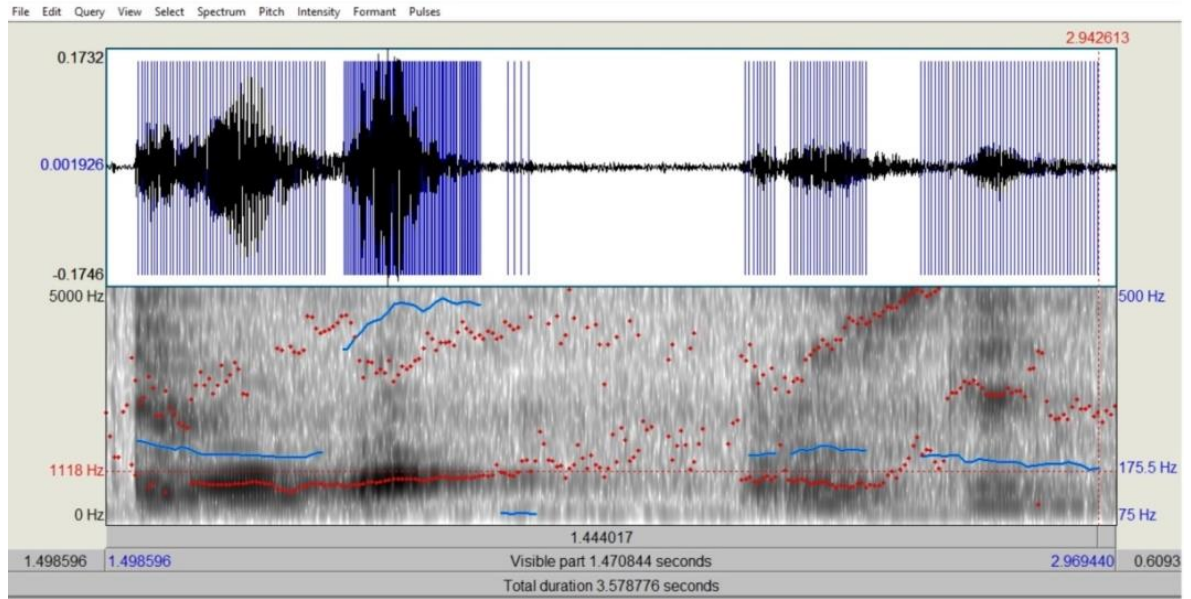 File Edit Query View Select Spectrum Pitch Intensity Formant Pulses
2.942613
0.1732
0.001926
-0.1746
5000 Hz 500 Hz
1118 Hz 175.5 Hz
0 Hz 75 Hz
1.444017
1.498596 1.498596 Visible part 1.470844 seconds 2.969440 0.6093
Total duration 3.578776 seconds